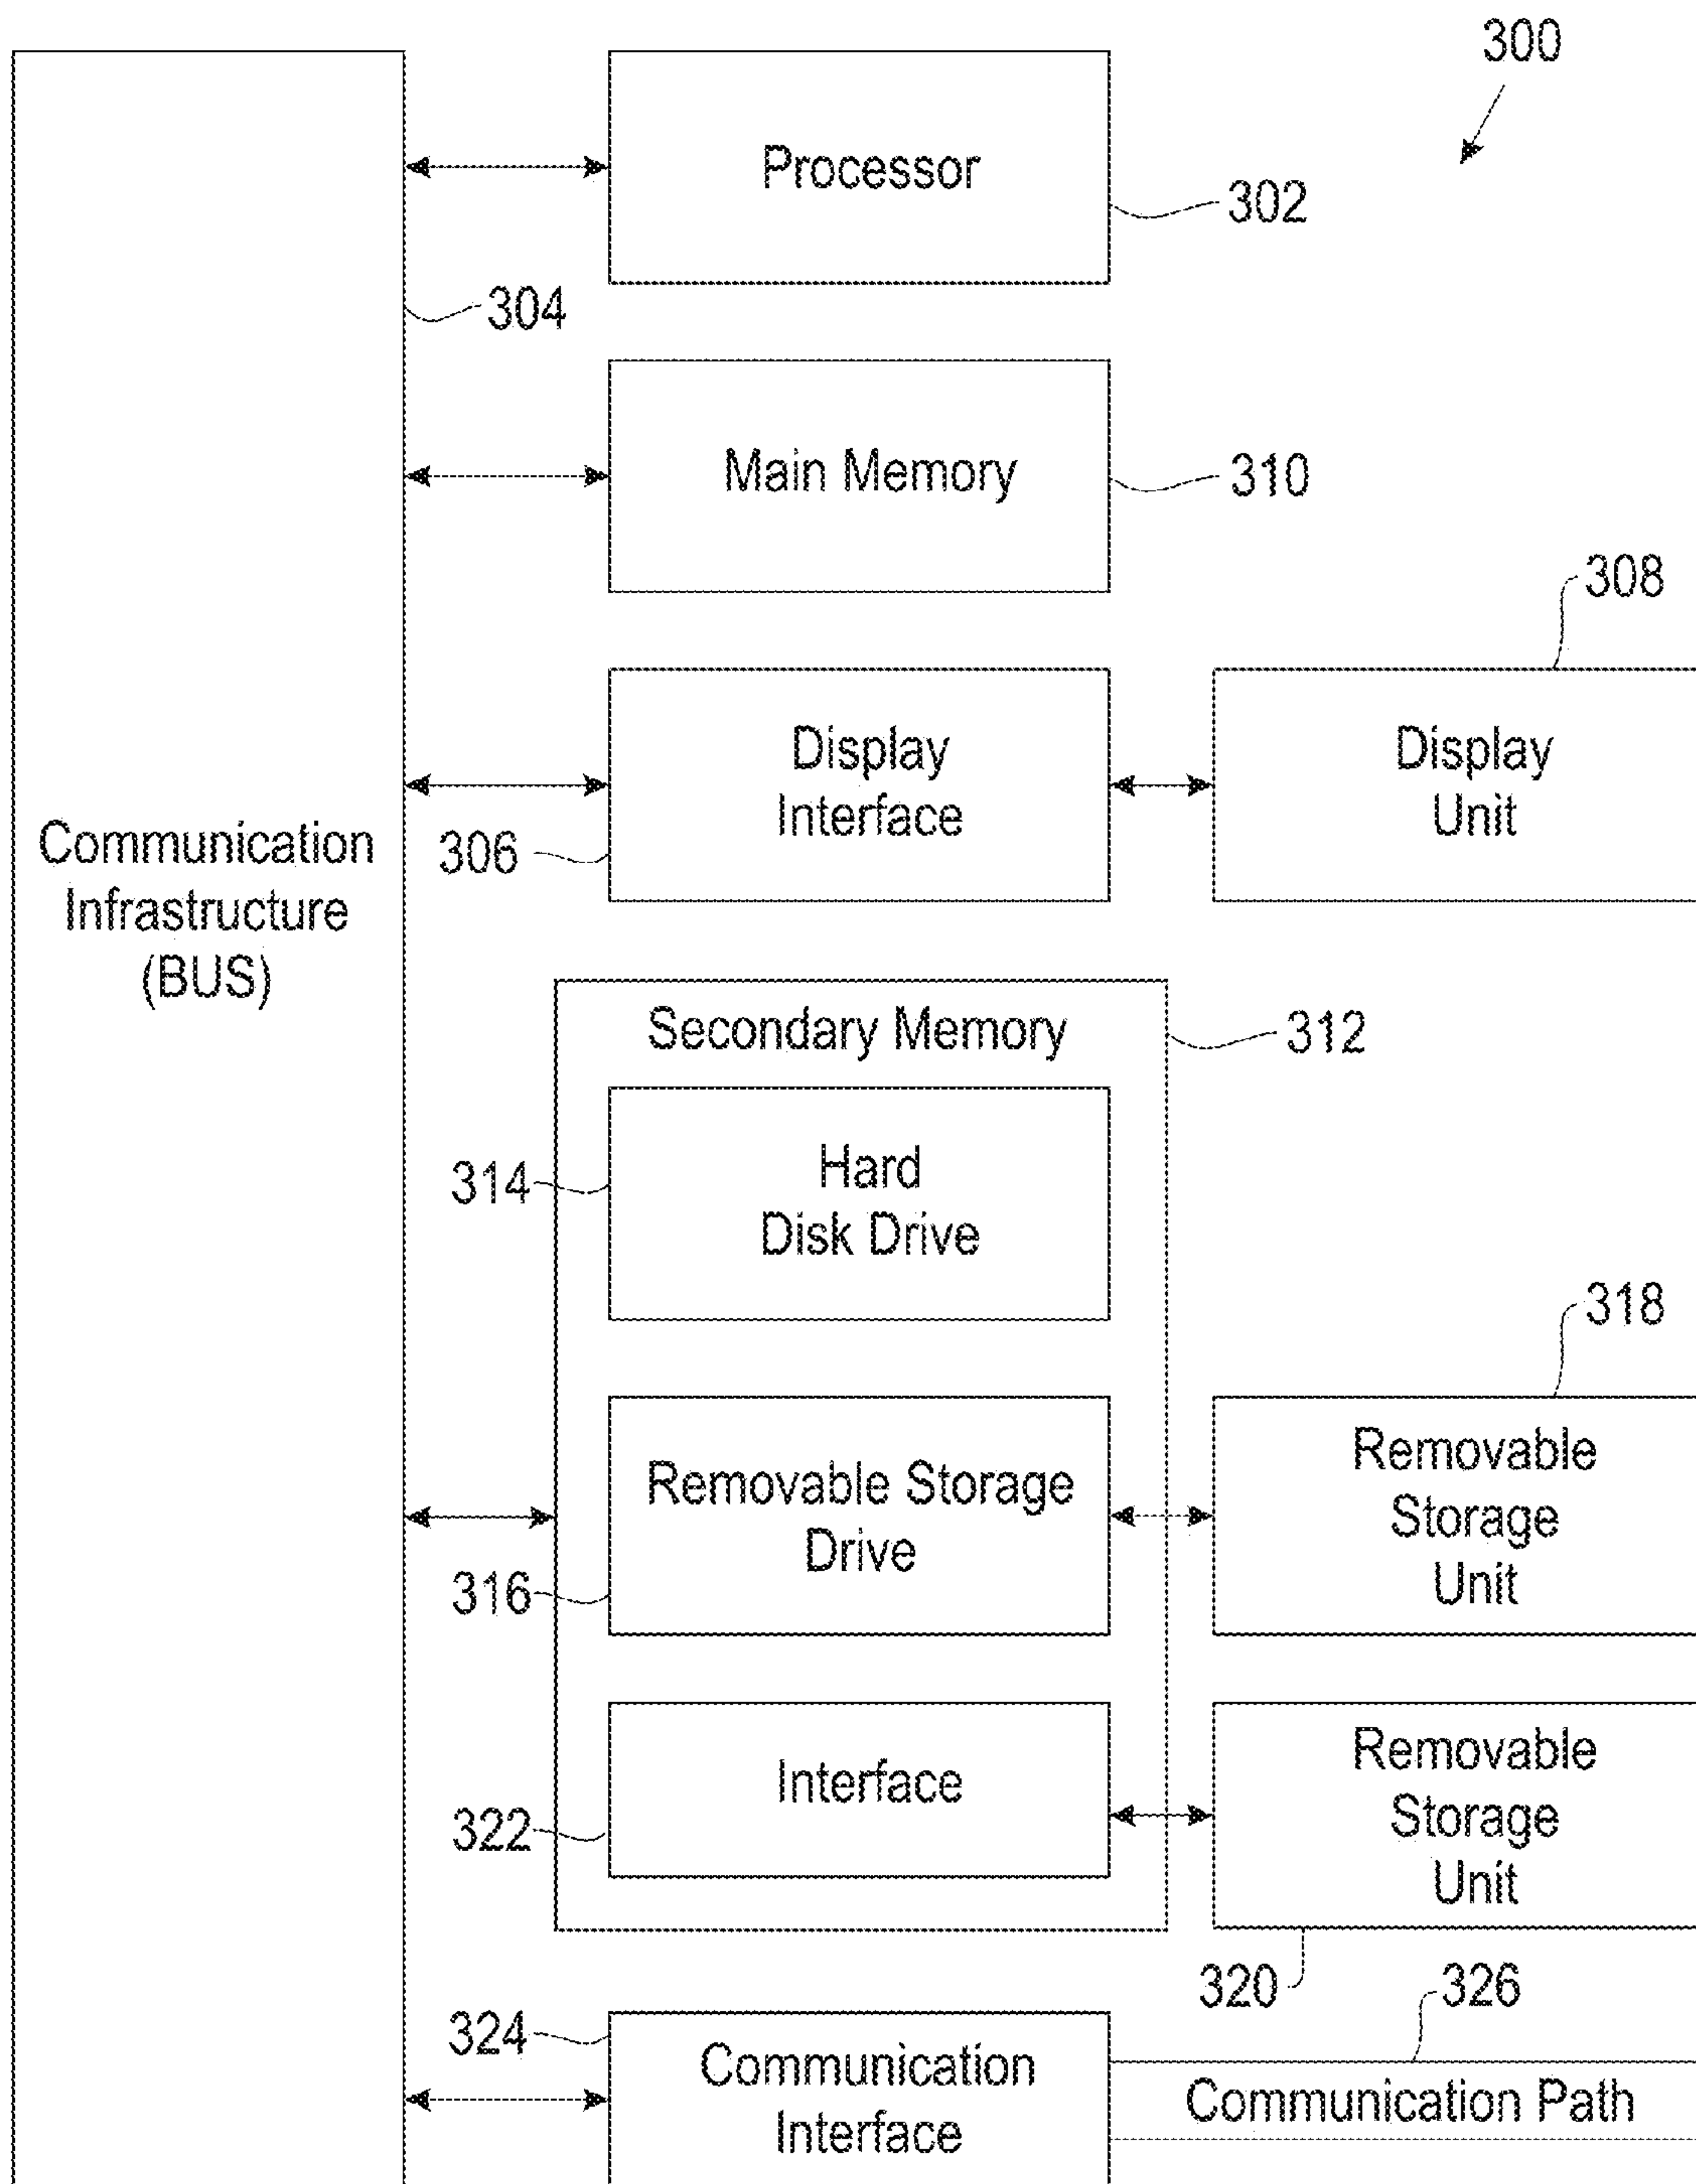 300
Processor
302
304
Main Memory
310
308
Display
Interface
306
Display
Unit
Communication
Infrastructure
(BUS)
Secondary Memory
312
Hard
Disk Drive
314
318
Removable Storage
Drive
316
Removable
Storage
Unit
Interface
322
Removable
Storage
Unit
320
326
324
Communication
Interface
Communication Path